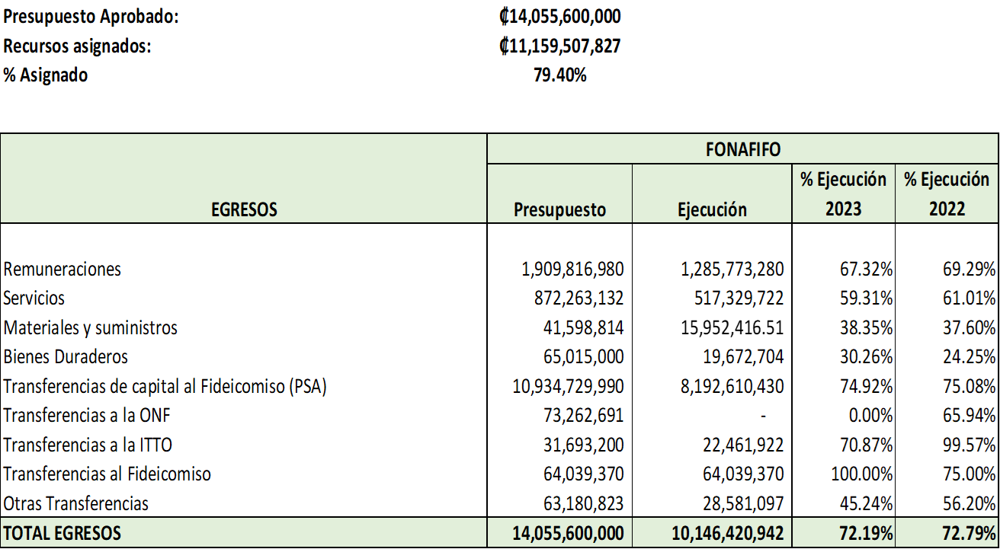 Presupuesto Aprobado: ₡14,055,600,000
Recursos asignados: ₡11,159,507,827
% Asignado 79.40%
FONAFIFO
EGRESOS Presupuesto Ejecución % Ejecución 2023 % Ejecución 2022
Remuneraciones 1,909,816,980 1,285,773,280 67.32% 69.29%
Servicios 872,263,132 517,329,722 59.31% 61.01%
Materiales y suministros 41,598,814 15,952,416.51 38.35% 37.60%
Bienes Duraderos 65,015,000 19,672,704 30.26% 24.25%
Transferencias de capital al Fideicomiso (PSA) 10,934,729,990 8,192,610,430 74.92% 75.08%
Transferencias a la ONF 73,262,691 - 0.00% 65.94%
Transferencias a la ITTO 31,693,200 22,461,922 70.87% 99.57%
Transferencias al Fideicomiso 64,039,370 64,039,370 100.00% 75.00%
Otras Transferencias 63,180,823 28,581,097 45.24% 56.20%
TOTAL EGRESOS 14,055,600,000 10,146,420,942 72.19% 72.79%